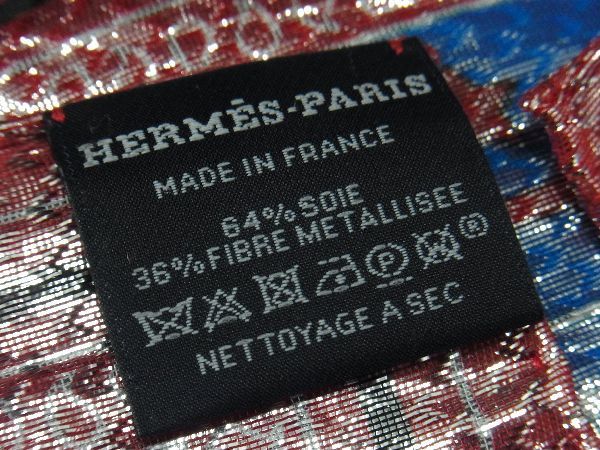 HERMÈS-PARIS
MADE IN FRANCE
64% SOIE
36% FIBRE METALLISEE
P ®
NETTOYAGE A SEC